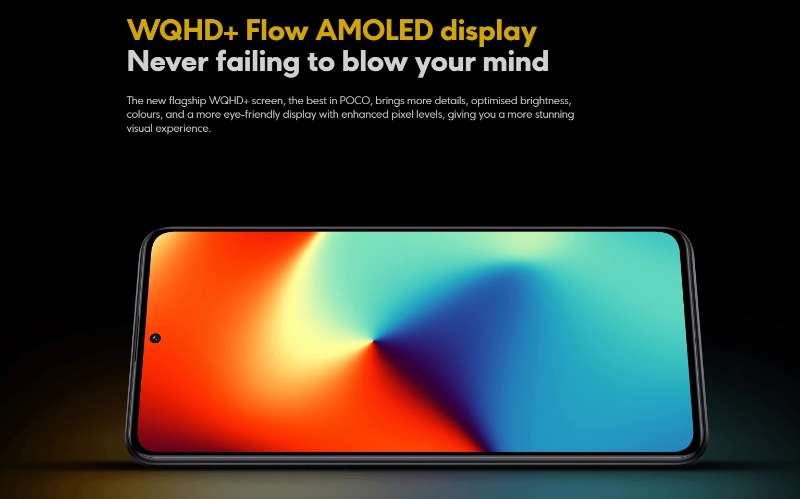 WQHD+ Flow AMOLED display
Never failing to blow your mind
The new flagship WQHD+ screen, the best in POCO, brings more details, optimised brightness,
colours, and a more eye-friendly display with enhanced pixel levels, giving you a more stunning
visual experience.